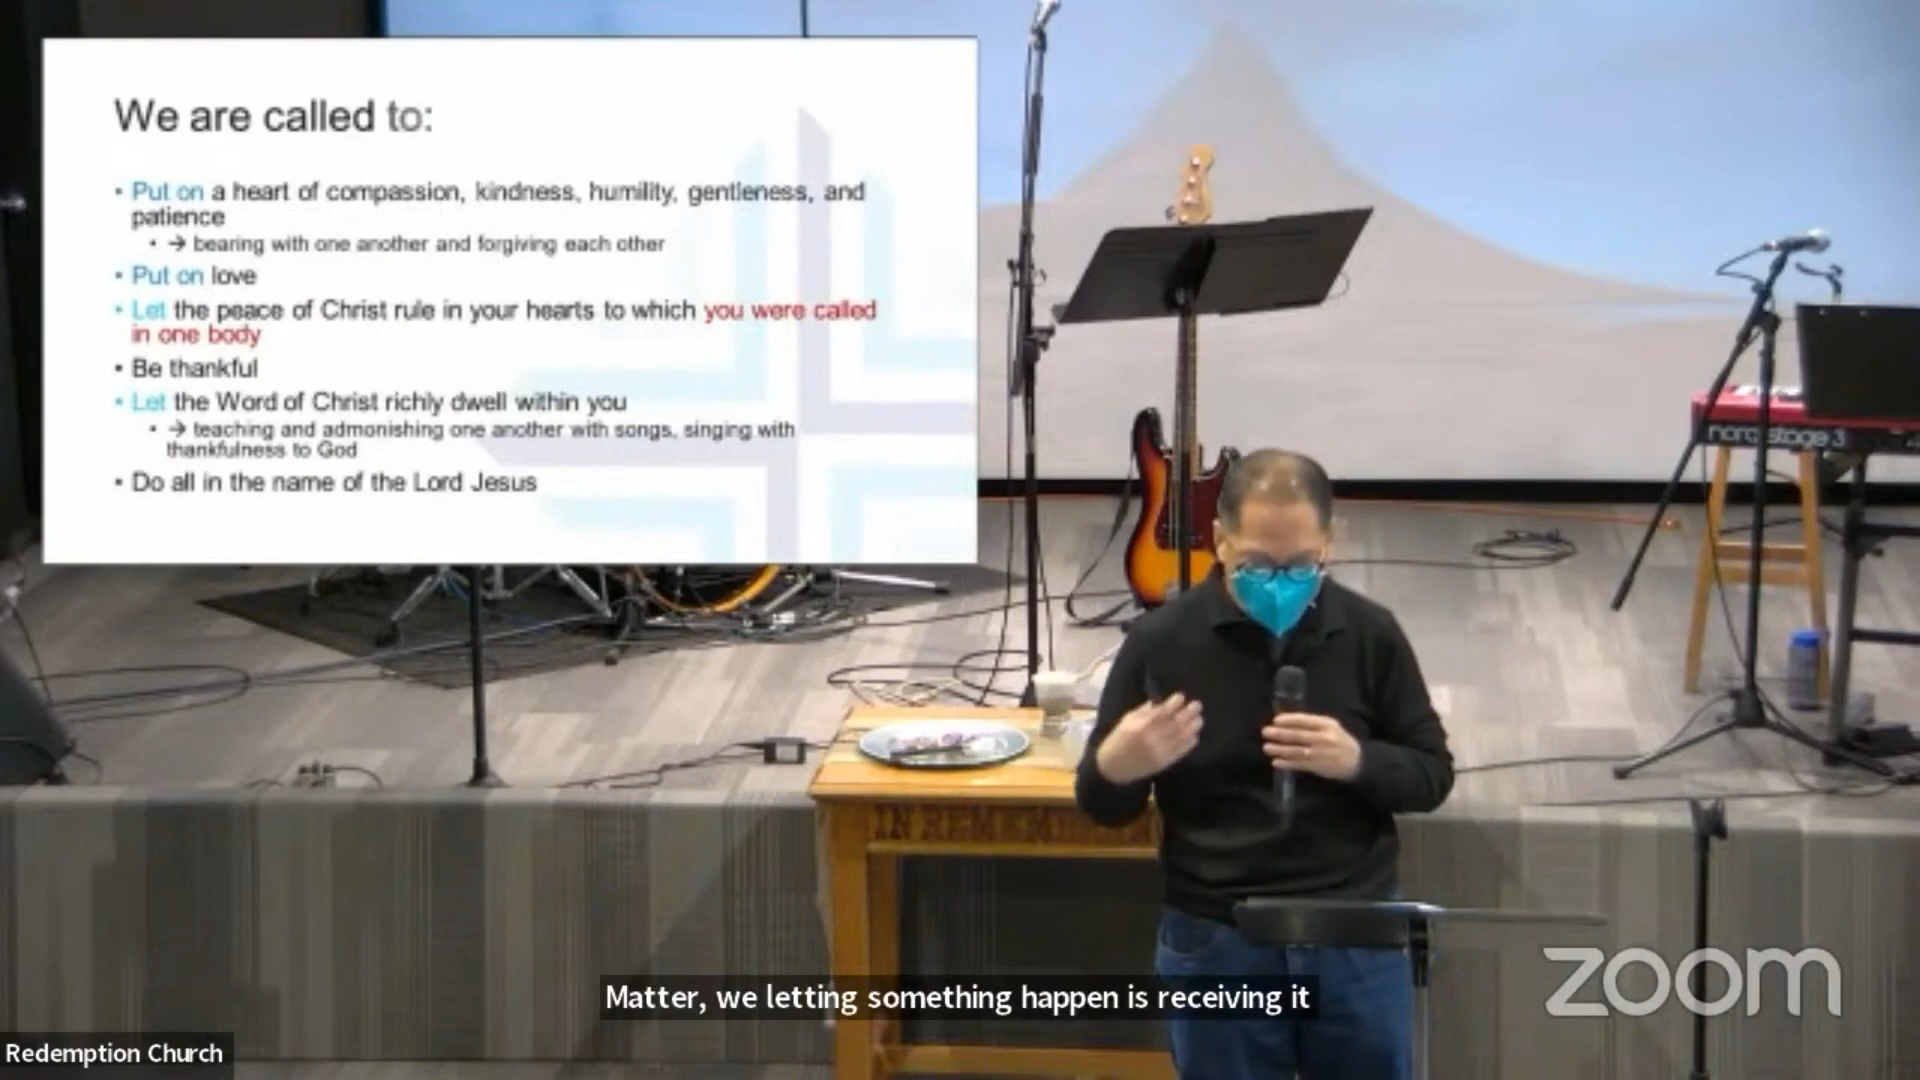 We are called to:
• Put on a heart of compassion, kindness, humility, gentleness, and
patience
• → bearing with one another and forgiving each other
• Put on love
• Let the peace of Christ rule in your hearts to which you were called
in one body
• Be thankful
• Let the Word of Christ richly dwell within you
• → teaching and admonishing one another with songs, singing with
thankfulness to God
• Do all in the name of the Lord Jesus
nord stage 3
IN REMEMBRA
Matter, we letting something happen is receiving it
zoom
Redemption Church